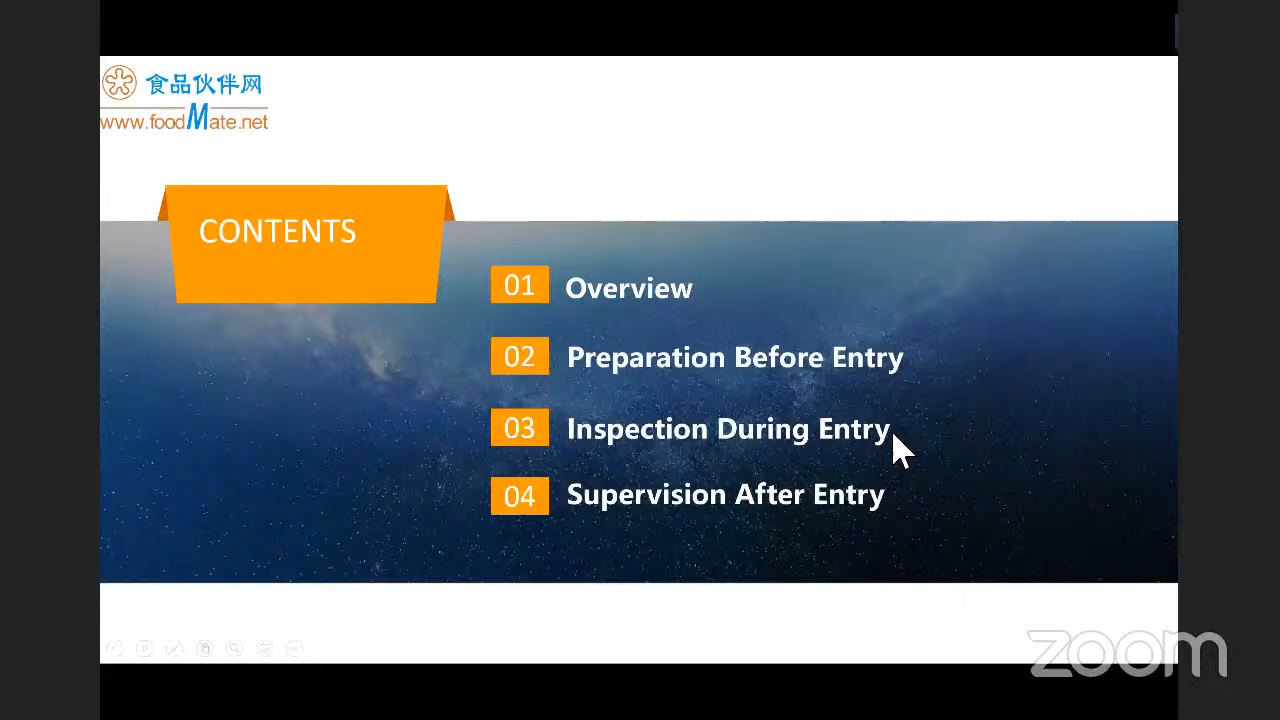 食品伙伴网
www.foodMate.net
CONTENTS
01 Overview
02 Preparation Before Entry
03 Inspection During Entry
04 Supervision After Entry
zoom